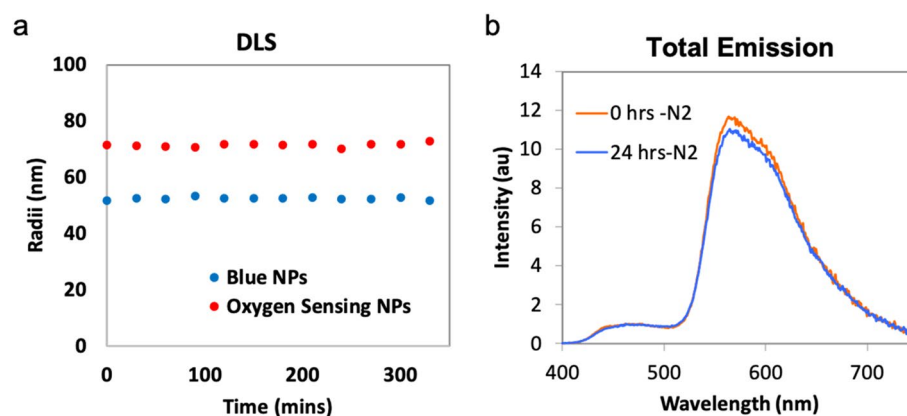 a
DLS
100
80
60
40
20
0
Radii (nm)
Blue NPs
Oxygen Sensing NPs
0 100 200 300
Time (mins)
b
Total Emission
14
12
10
8
6
4
2
0
Intensity (au)
0 hrs -N2
24 hrs-N2
400 500 600 700
Wavelength (nm)